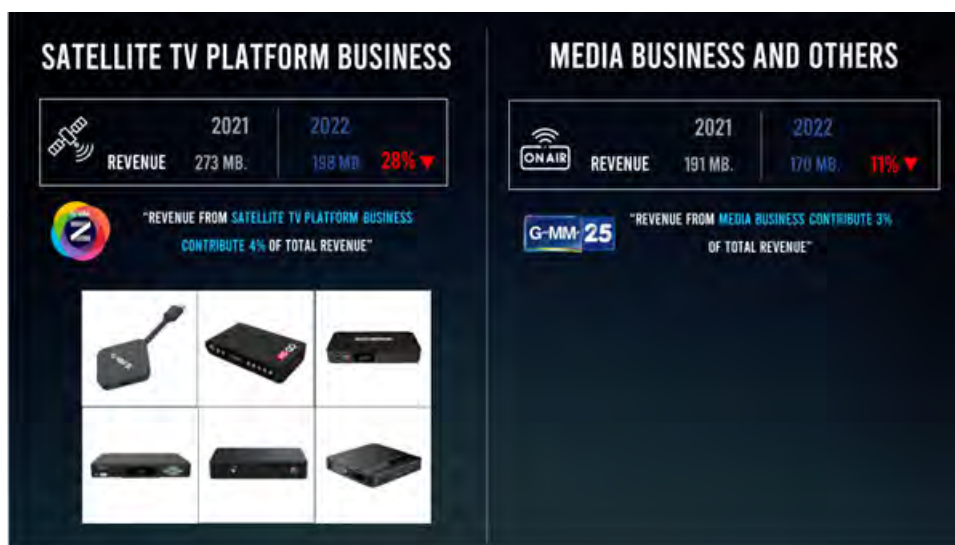 SATELLITE TV PLATFORM BUSINESS
2021 2022
REVENUE 273 MB. 198 MB 28% ▼
Z
"REVENUE FROM SATELLITE TV PLATFORM BUSINESS
CONTRIBUTE 4% OF TOTAL REVENUE"
MEDIA BUSINESS AND OTHERS
2021 2022
ON AIR REVENUE 191 MB. 170 MB. 11% ▼
G-MM- 25
"REVENUE FROM MEDIA BUSINESS CONTRIBUTE 3%
OF TOTAL REVENUE"